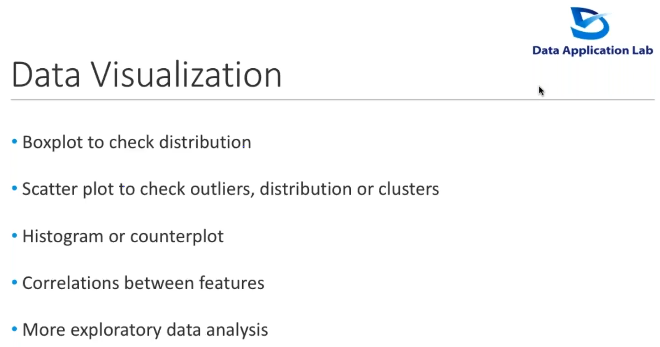 Data Application Lab
Data Visualization
• Boxplot to check distribution
• Scatter plot to check outliers, distribution or clusters
• Histogram or counterplot
• Correlations between features
• More exploratory data analysis